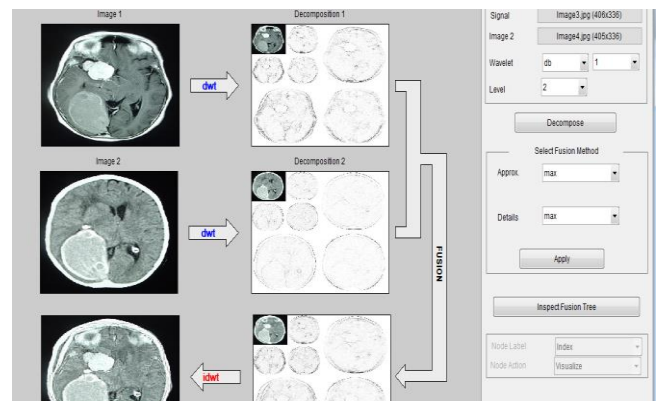 Image 1
Decomposition 1
dwt
Image 2
Decomposition 2
dwt
FUSION
idwt
Signal
Image3.jpg (406x336)
Image 2
Image4.jpg (405x336)
Wavelet
db
1
Level
2
Decompose
Select Fusion Method
Approx.
max
Details
max
Apply
Inspect Fusion Tree
Node Label
Index
Node Action
Visualize